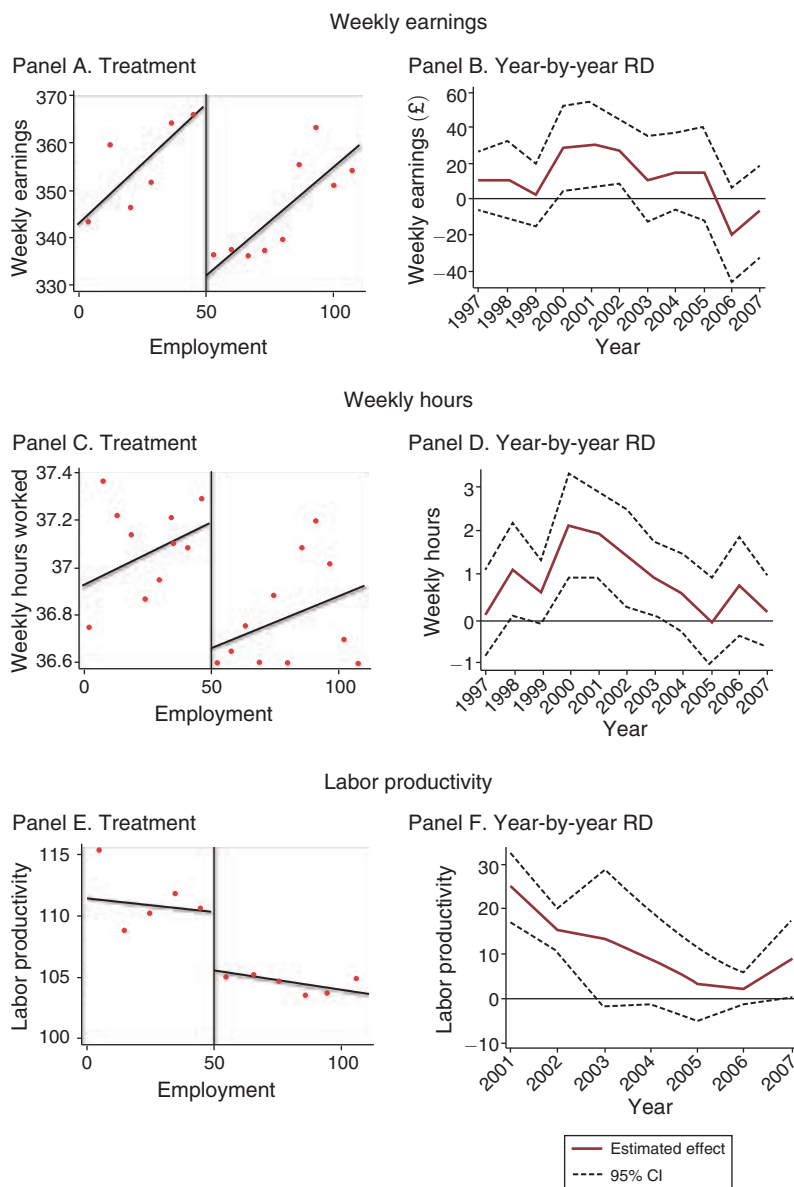 Weekly earnings
Panel A. Treatment
Weekly earnings
370
360
350
340
330
0
50
100
Employment
Panel B. Year-by-year RD
Weekly earnings (£)
60
40
20
0
−20
−40
1997
1998
1999
2000
2001
2002
2003
2004
2005
2006
2007
Year
Weekly hours
Panel C. Treatment
Weekly hours worked
37.4
37.2
37
36.8
36.6
0
50
100
Employment
Panel D. Year-by-year RD
Weekly hours
3
2
1
0
−1
1997
1998
1999
2000
2001
2002
2003
2004
2005
2006
2007
Year
Labor productivity
Panel E. Treatment
Labor productivity
115
110
105
100
0
50
100
Employment
Panel F. Year-by-year RD
Labor productivity
30
20
10
0
−10
2001
2002
2003
2004
2005
2006
2007
Year
Estimated effect
95% CI